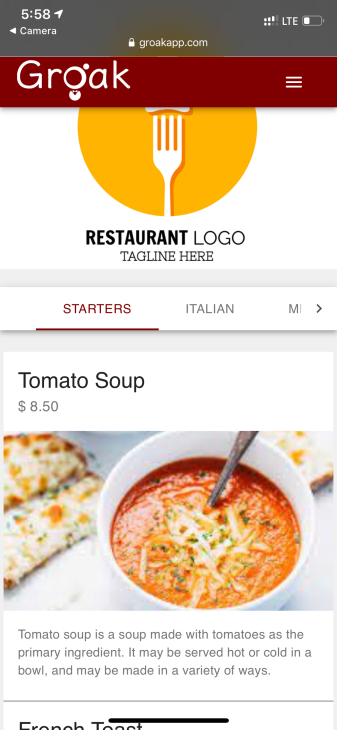 5:58
LTE
◀ Camera
groakapp.com
Groak
RESTAURANT LOGO
TAGLINE HERE
STARTERS
ITALIAN
Tomato Soup
$ 8.50
Tomato soup is a soup made with tomatoes as the
primary ingredient. It may be served hot or cold in a
bowl, and may be made in a variety of ways.
French Toast